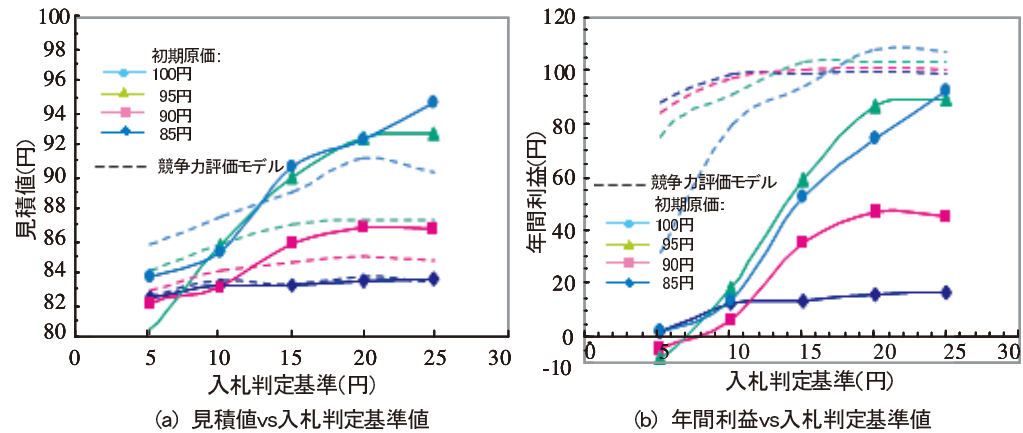 100
98
96
94
92
90
88
86
84
82
80
見積値(円)
初期原価:
100円
95円
90円
85円
競争力評価モデル
5
10
15
20
25
30
入札判定基準(円)
(a) 見積値vs入札判定基準値
120
100
80
60
40
20
0
-10
年間利益(円)
競争力評価モデル
初期原価:
100円
95円
90円
85円
0
5
10
15
20
25
30
入札判定基準(円)
(b) 年間利益vs入札判定基準値